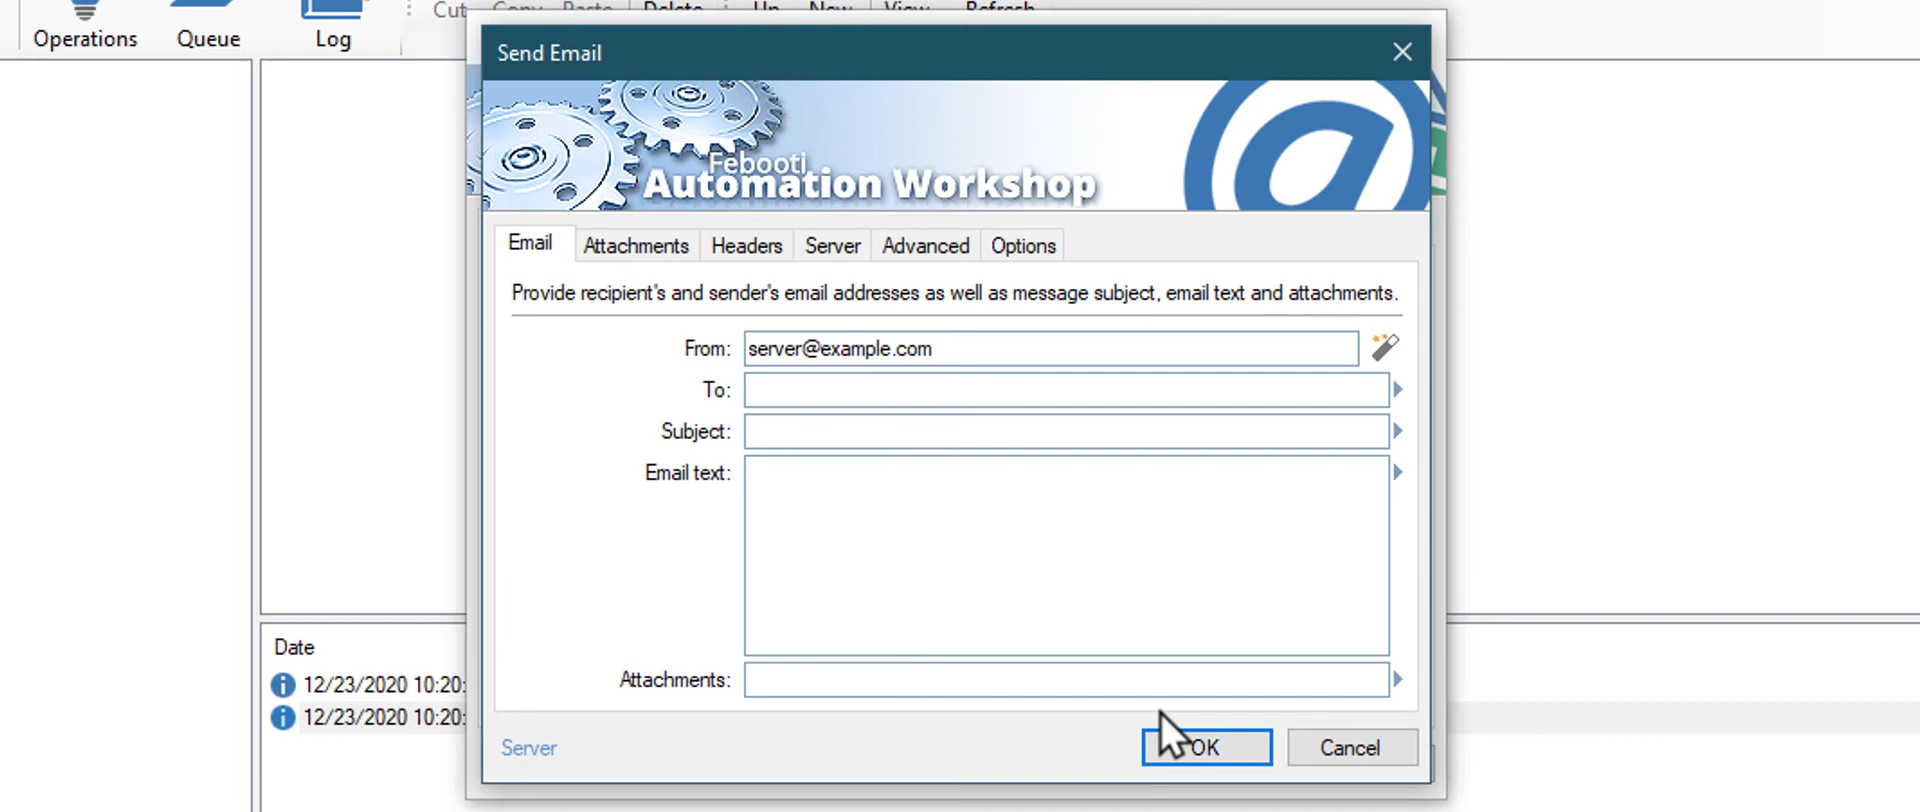 Cut Copy Paste Delete Up New View Refresh
Operations Queue Log
Send Email
Febooti
Automation Workshop
Email Attachments Headers Server Advanced Options
Provide recipient's and sender's email addresses as well as message subject, email text and attachments.
From: server@example.com
To:
Subject:
Email text:
Attachments:
Date
12/23/2020 10:20:
12/23/2020 10:20:
Server OK Cancel